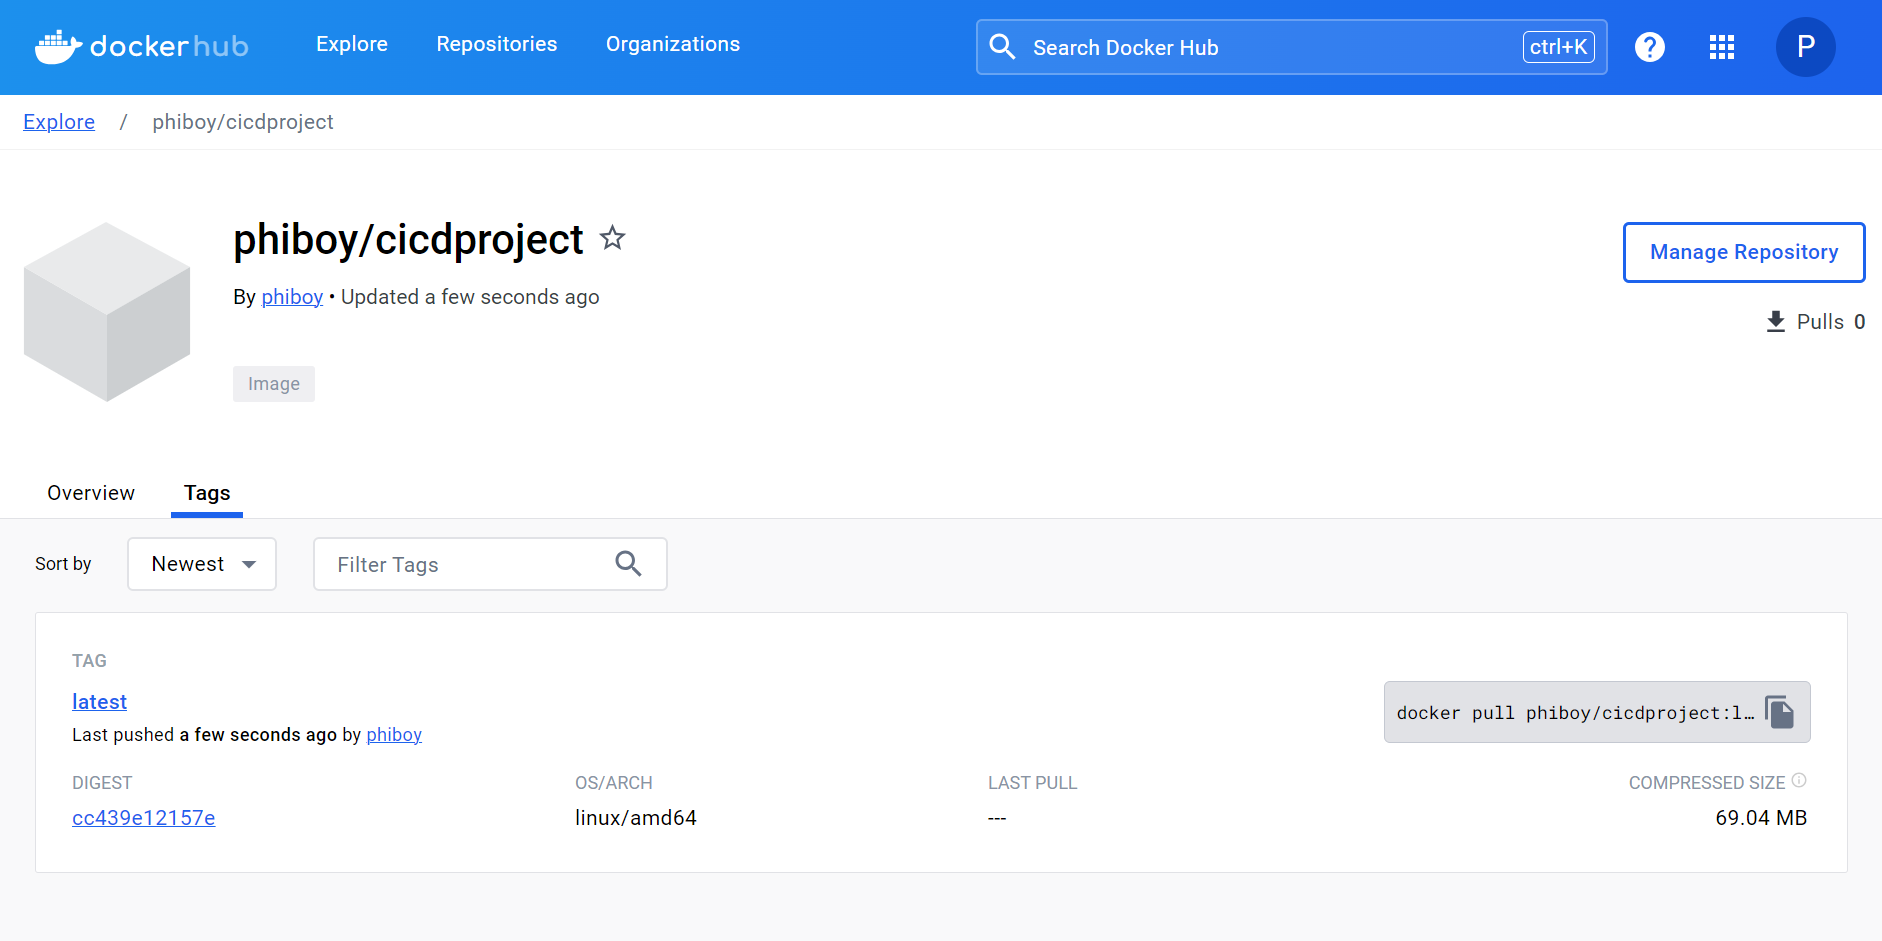 dockerhub Explore Repositories Organizations Search Docker Hub ctrl+K ? P
Explore / phiboy/cicdproject
phiboy/cicdproject
Manage Repository
By phiboy • Updated a few seconds ago
Pulls 0
Image
Overview Tags
Sort by Newest Filter Tags
TAG
latest
docker pull phiboy/cicdproject:l…
Last pushed a few seconds ago by phiboy
DIGEST OS/ARCH LAST PULL COMPRESSED SIZE
cc439e12157e linux/amd64 --- 69.04 MB